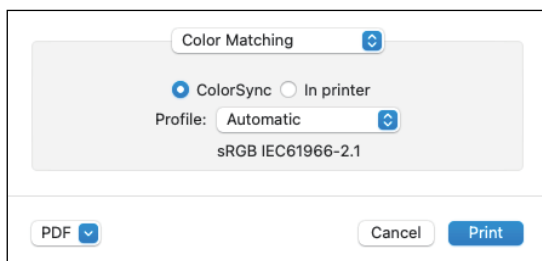 Color Matching
ColorSync In printer
Profile: Automatic
sRGB IEC61966-2.1
PDF Cancel Print